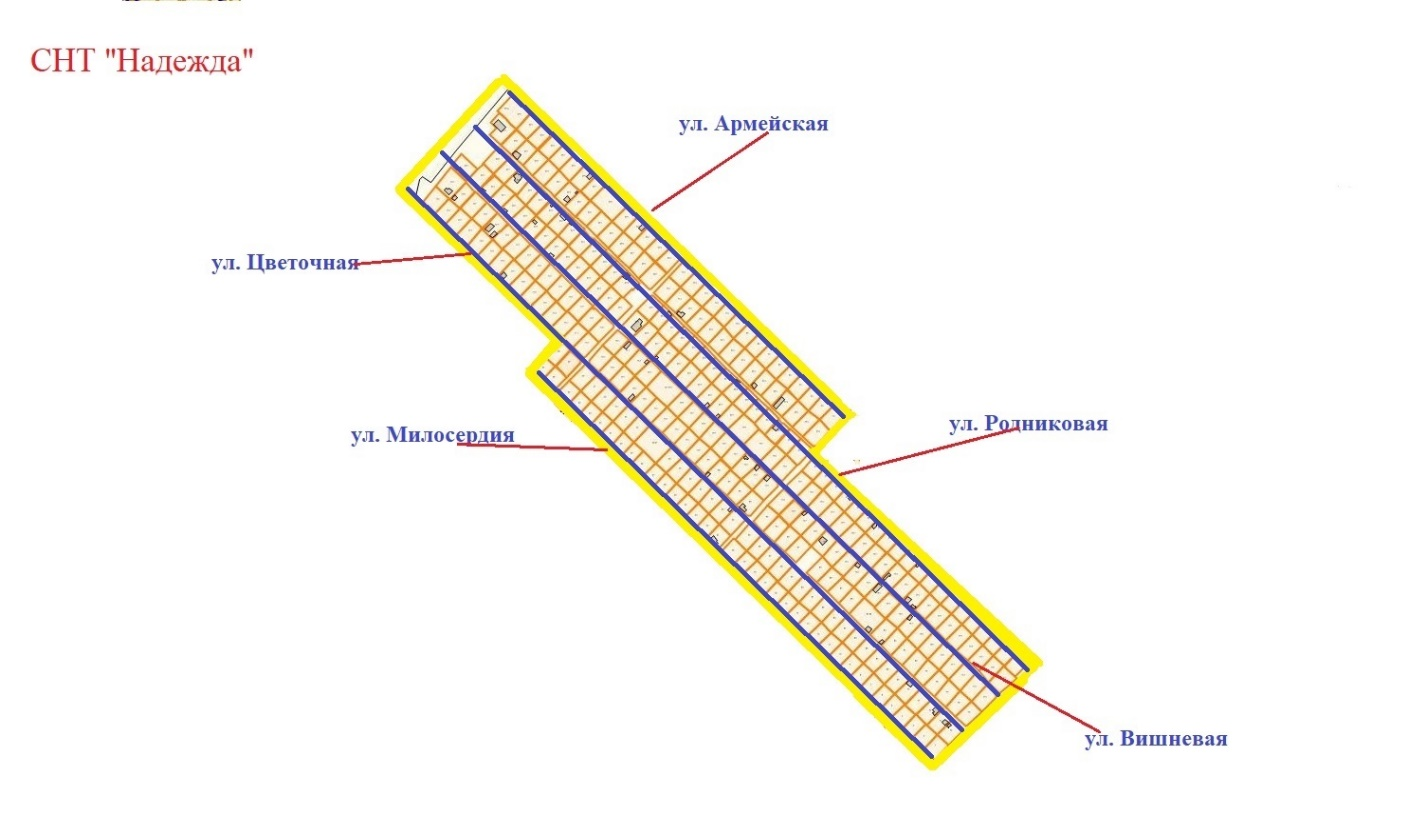 СНТ "Надежда"
ул. Армейская
ул. Цветочная
ул. Родниковая
ул. Милосердия
ул. Вишневая